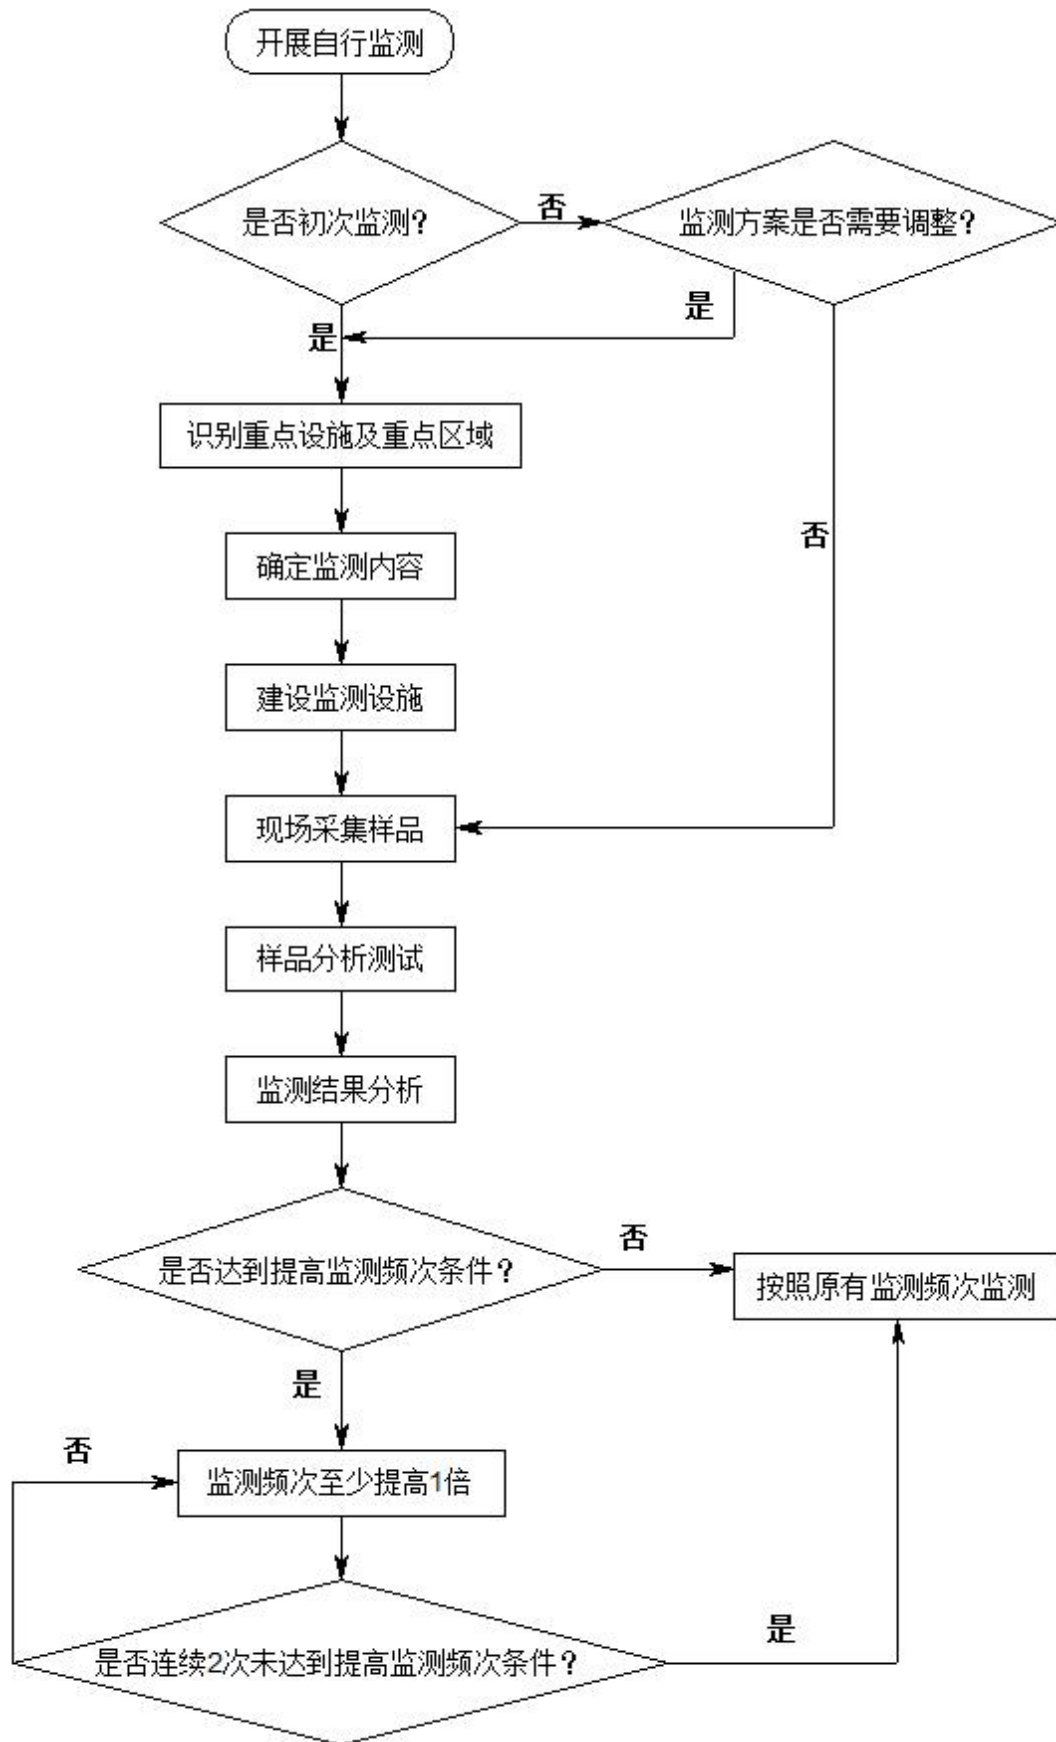 开展自行监测
是否初次监测？
否
监测方案是否需要调整？
是
是
识别重点设施及重点区域
确定监测内容
否
建设监测设施
现场采集样品
样品分析测试
监测结果分析
是否达到提高监测频次条件？
否
按照原有监测频次监测
是
否
监测频次至少提高1倍
是否连续2次未达到提高监测频次条件？
是